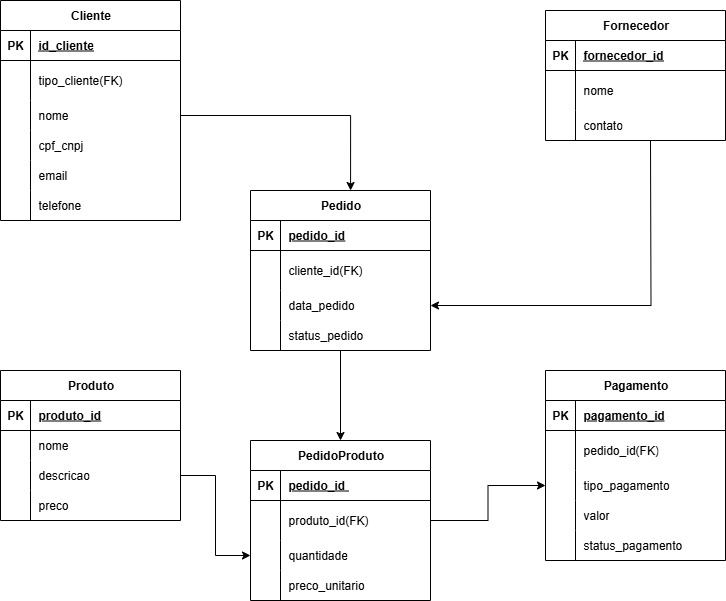 Cliente
PK id_cliente
tipo_cliente(FK)
nome
cpf_cnpj
email
telefone
Fornecedor
PK fornecedor_id
nome
contato
Pedido
PK pedido_id
cliente_id(FK)
data_pedido
status_pedido
Produto
PK produto_id
nome
descricao
preco
PedidoProduto
PK pedido_id
produto_id(FK)
quantidade
preco_unitario
Pagamento
PK pagamento_id
pedido_id(FK)
tipo_pagamento
valor
status_pagamento